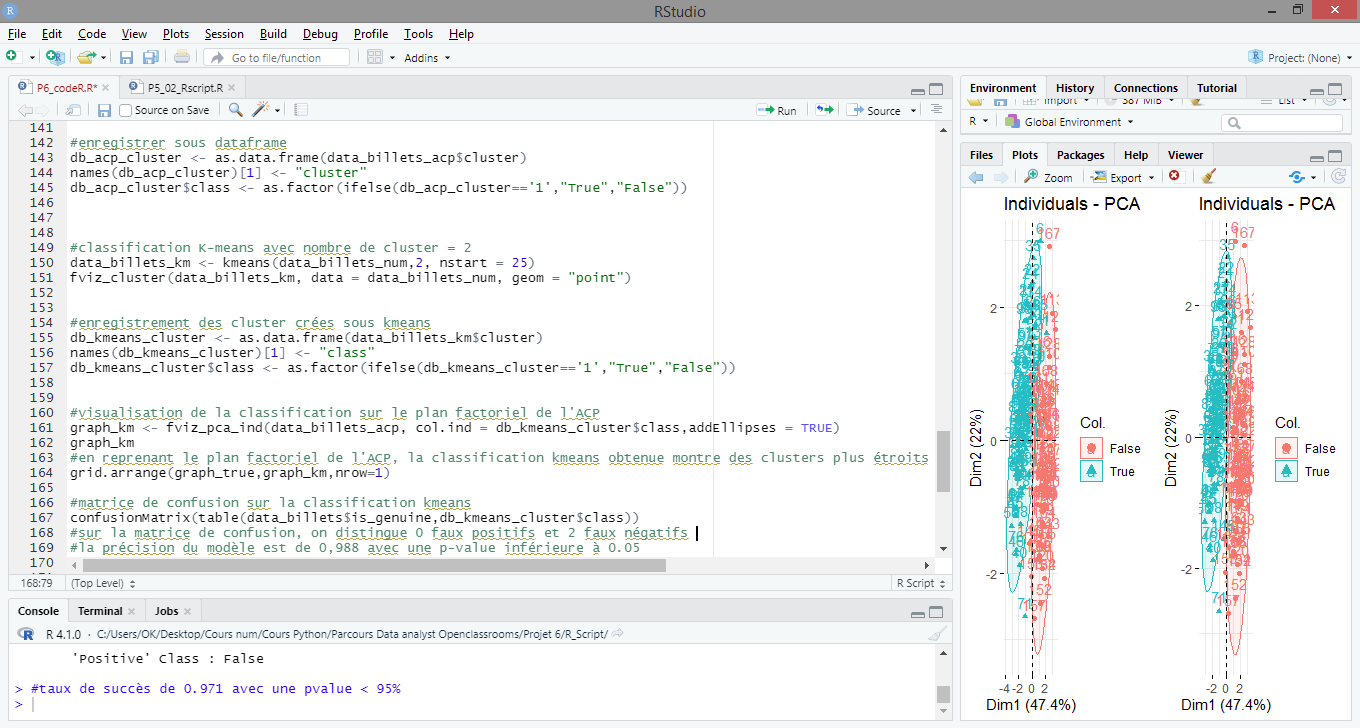 RStudio
File Edit Code View Plots Session Build Debug Profile Tools Help
Go to file/function Addins Project: (None)
P6_codeR.R* P5_02_Rscript.R
Source on Save Run Source
141
142 #enregistrer sous dataframe
143 db_acp_cluster <- as.data.frame(data_billets_acp$cluster)
144 names(db_acp_cluster)[1] <- "cluster"
145 db_acp_cluster$class <- as.factor(ifelse(db_acp_cluster=='1',"True","False"))
146
147
148
149 #classification K-means avec nombre de cluster = 2
150 data_billets_km <- kmeans(data_billets_num,2, nstart = 25)
151 fviz_cluster(data_billets_km, data = data_billets_num, geom = "point")
152
153
154 #enregistrement des cluster crées sous kmeans
155 db_kmeans_cluster <- as.data.frame(data_billets_km$cluster)
156 names(db_kmeans_cluster)[1] <- "class"
157 db_kmeans_cluster$class <- as.factor(ifelse(db_kmeans_cluster=='1',"True","False"))
158
159
160 #visualisation de la classification sur le plan factoriel de l'ACP
161 graph_km <- fviz_pca_ind(data_billets_acp, col.ind = db_kmeans_cluster$class,addEllipses = TRUE)
162 graph_km
163 #en reprenant le plan factoriel de l'ACP, la classification kmeans obtenue montre des clusters plus étroits
164 grid.arrange(graph_true,graph_km,nrow=1)
165
166 #matrice de confusion sur la classification kmeans
167 confusionMatrix(table(data_billets$is_genuine,db_kmeans_cluster$class))
168 #sur la matrice de confusion, on distingue 0 faux positifs et 2 faux négatifs
169 #la précision du modèle est de 0,988 avec une p-value inférieure à 0.05
170
168:79 (Top Level) R Script
Console Terminal Jobs
R 4.1.0 · C:/Users/OK/Desktop/Cours num/Cours Python/Parcours Data analyst Openclassrooms/Projet 6/R_Script/
'Positive' Class : False
> #taux de succès de 0.971 avec une pvalue < 95%
>
Environment History Connections Tutorial
Import 387 MiB List
R Global Environment
Files Plots Packages Help Viewer
Zoom Export
Individuals - PCA
Dim2 (22%)
2
0
-2
-4 -2 0 2
Dim1 (47.4%)
Col.
False
True
Individuals - PCA
Dim2 (22%)
2
0
-2
-2 0 2
Dim1 (47.4%)
Col.
False
True